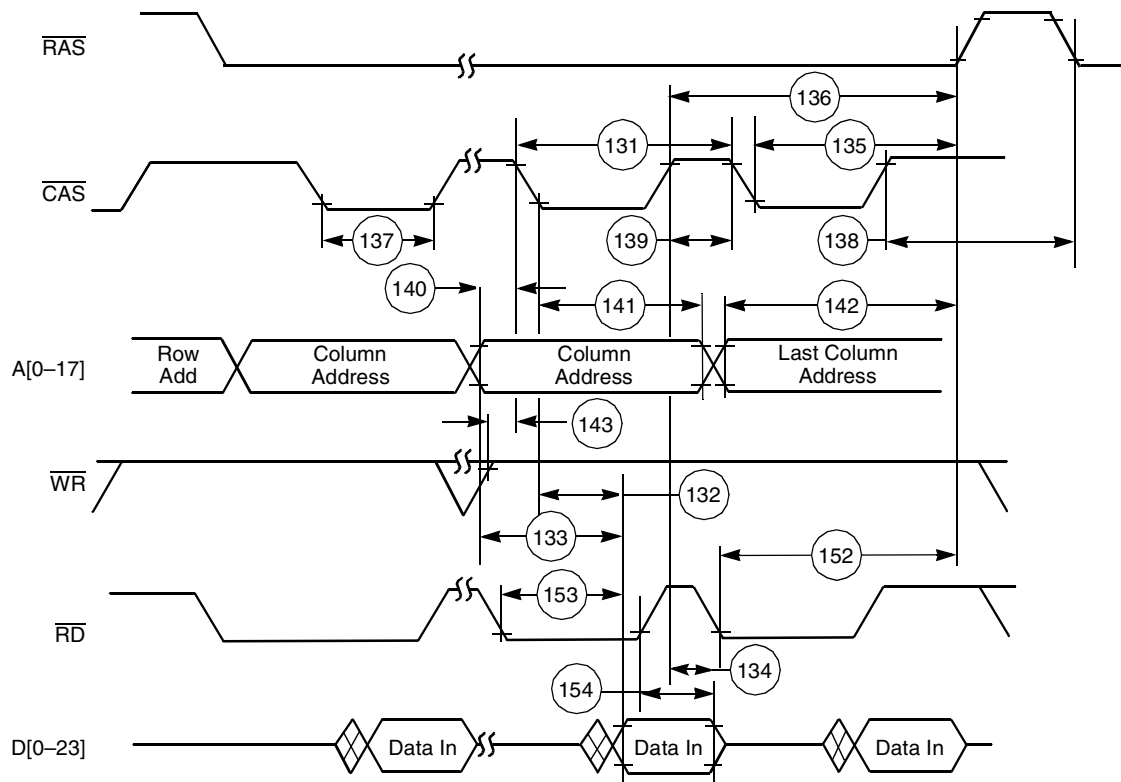 RAS
136
131
135
CAS
137
139
138
140
141
142
A[0–17]
Row
Add
Column
Address
Column
Address
Last Column
Address
143
WR
132
133
152
153
RD
134
154
D[0–23]
Data In
Data In
Data In